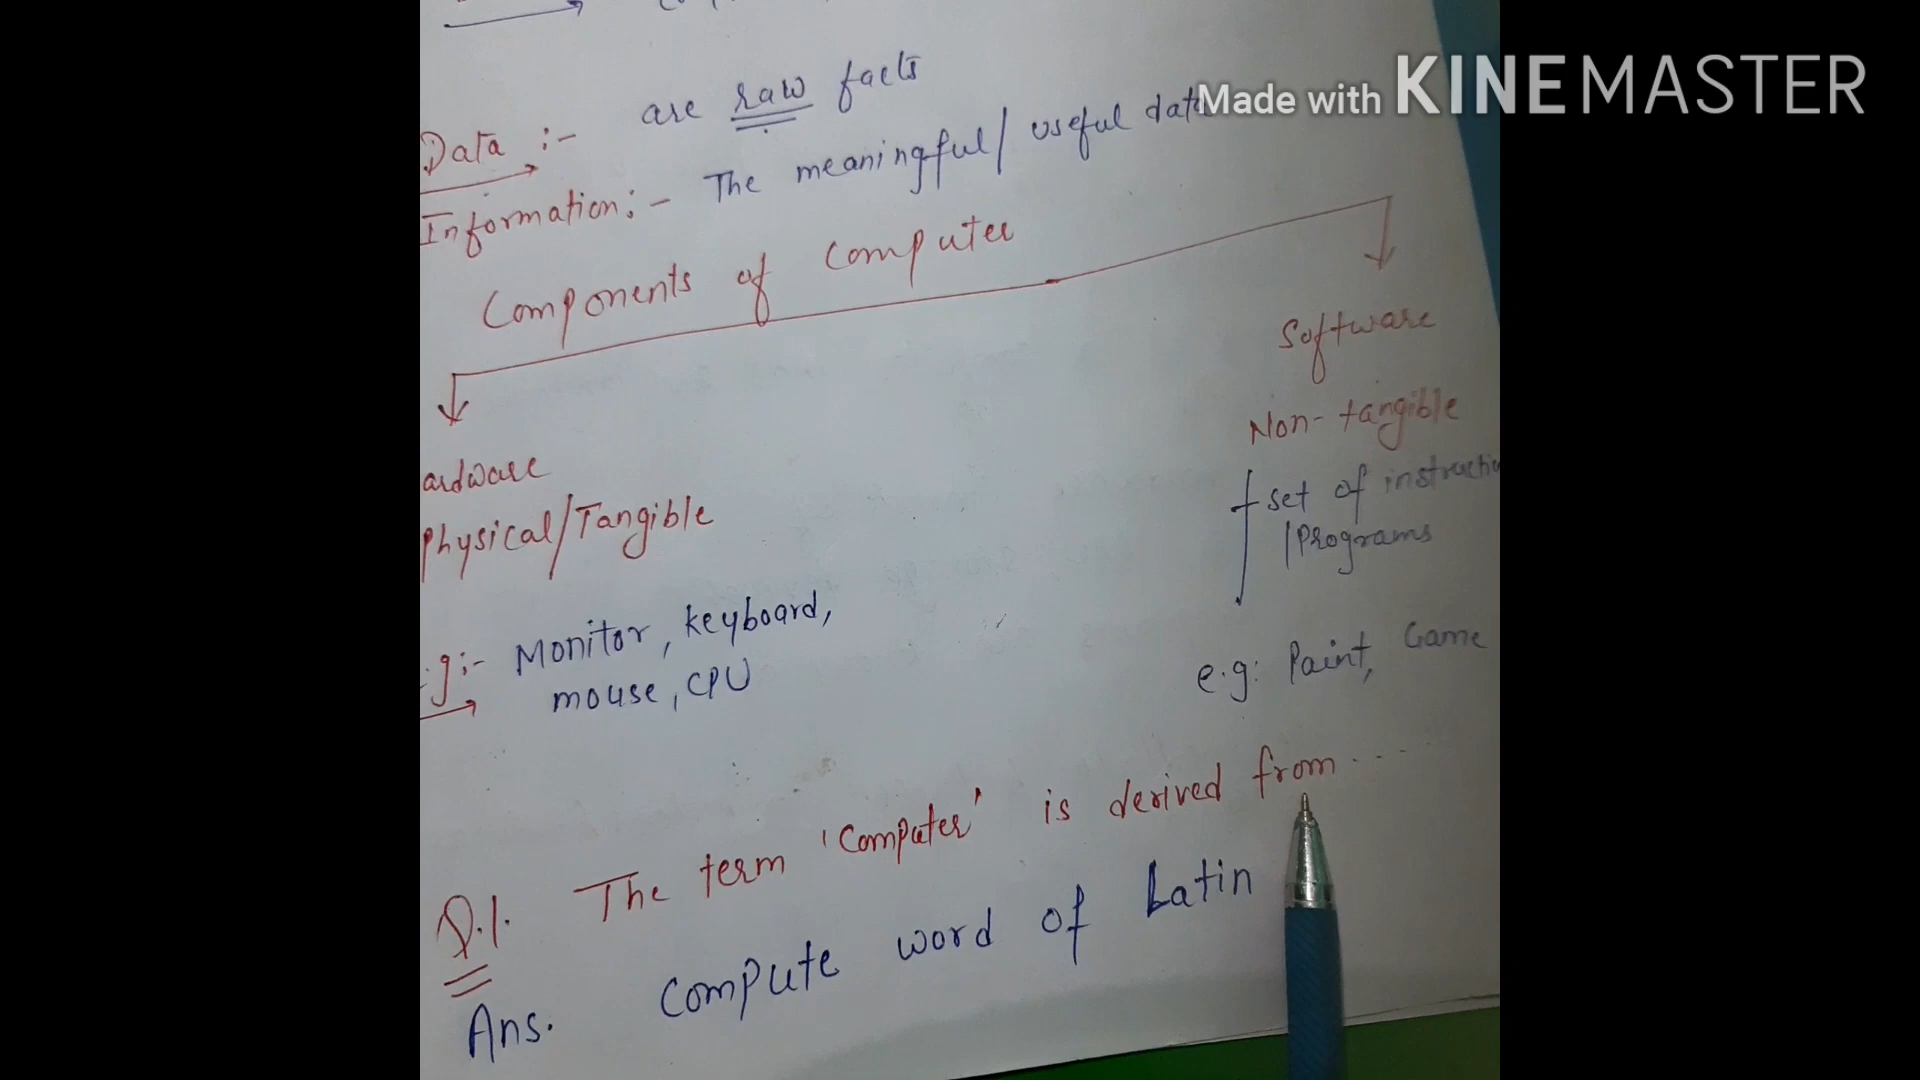 Made with KINEMASTER
Data :- are raw facts
Information :- The meaningful/ useful data
Components of Computer
ardware
Physical/Tangible
.g:- Monitor, keyboard,
mouse, CPU
Software
Non-tangible
set of instructio
/Programs
e.g: Paint, Game
Q.1. The term 'Computer' is derived from....
Ans. Compute word of Latin